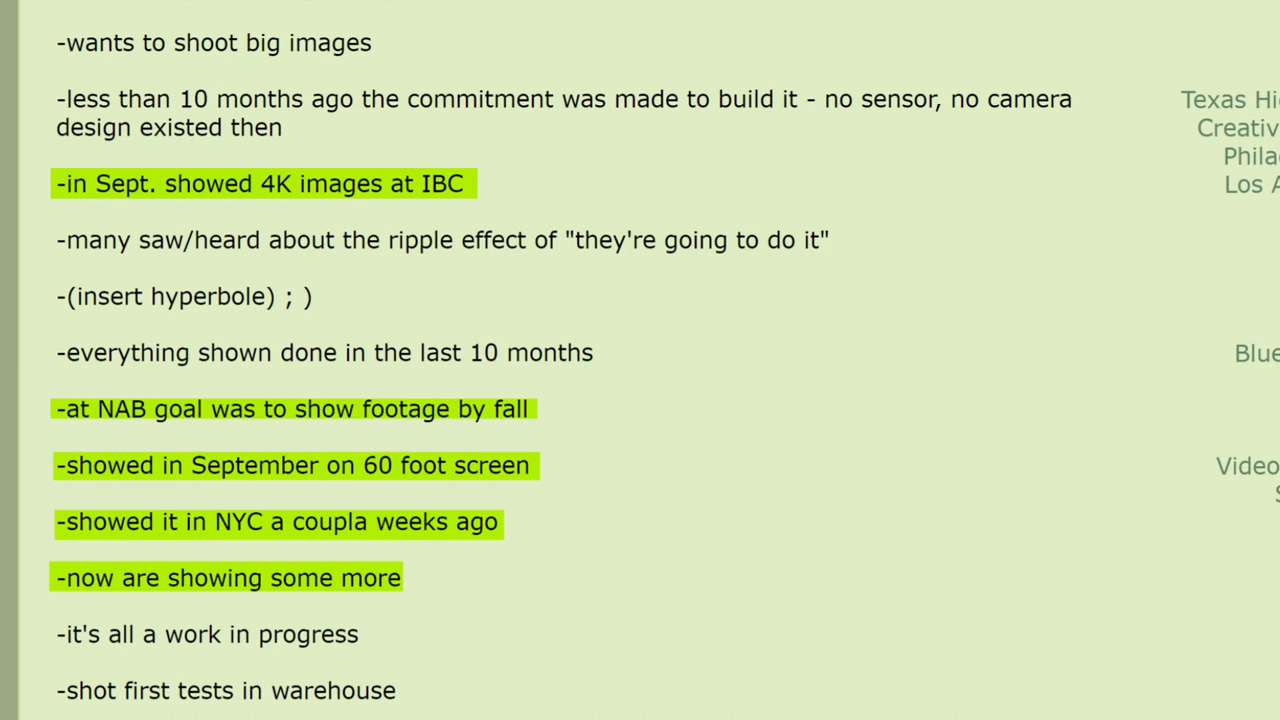 -wants to shoot big images
-less than 10 months ago the commitment was made to build it - no sensor, no camera
design existed then
-in Sept. showed 4K images at IBC
-many saw/heard about the ripple effect of "they're going to do it"
-(insert hyperbole) ; )
-everything shown done in the last 10 months
-at NAB goal was to show footage by fall
-showed in September on 60 foot screen
-showed it in NYC a coupla weeks ago
-now are showing some more
-it's all a work in progress
-shot first tests in warehouse
Texas Hi
Creativ
Phila
Los A
Blue
Video